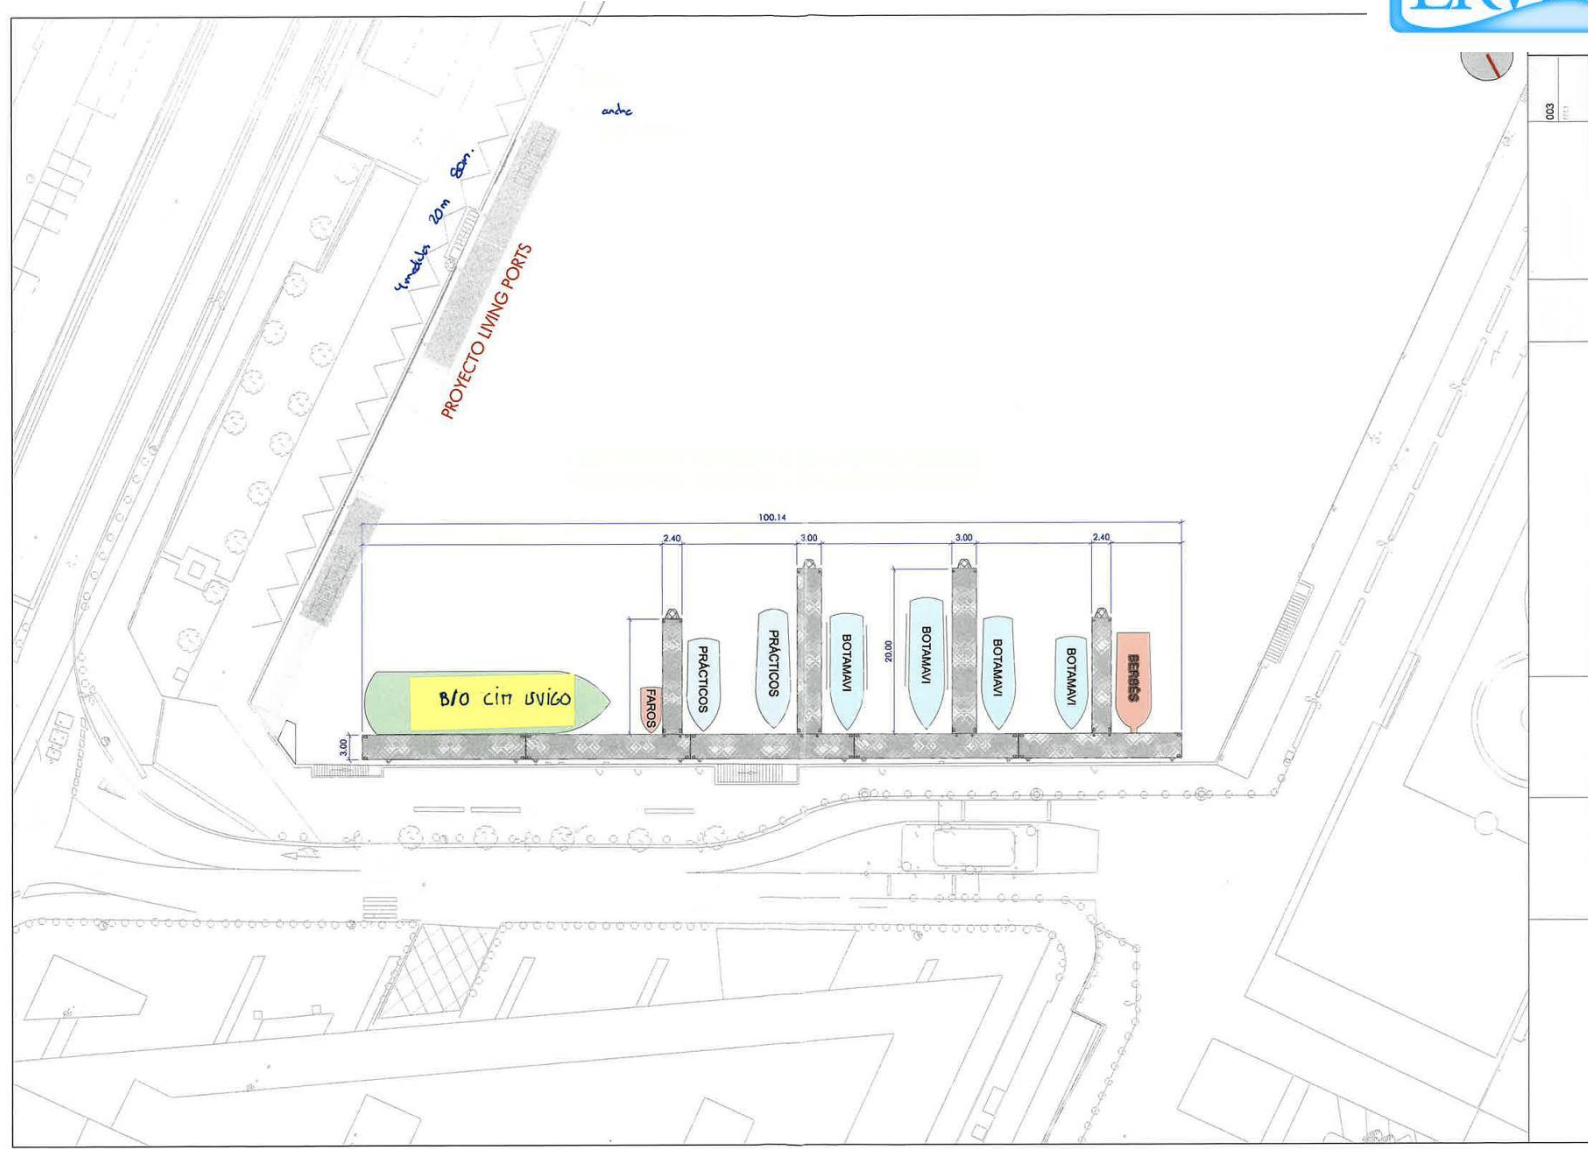 003
ancho
4 modulos 20m 80m.
PROYECTO LIVING PORTS
100.14
2.40
3.00
3.00
2.40
20.00
3.00
B/O CIM UVIGO
FAROS
PRÁCTICOS
PRÁCTICOS
BOTAMAVI
BOTAMAVI
BOTAMAVI
BOTAMAVI
BERBÉS